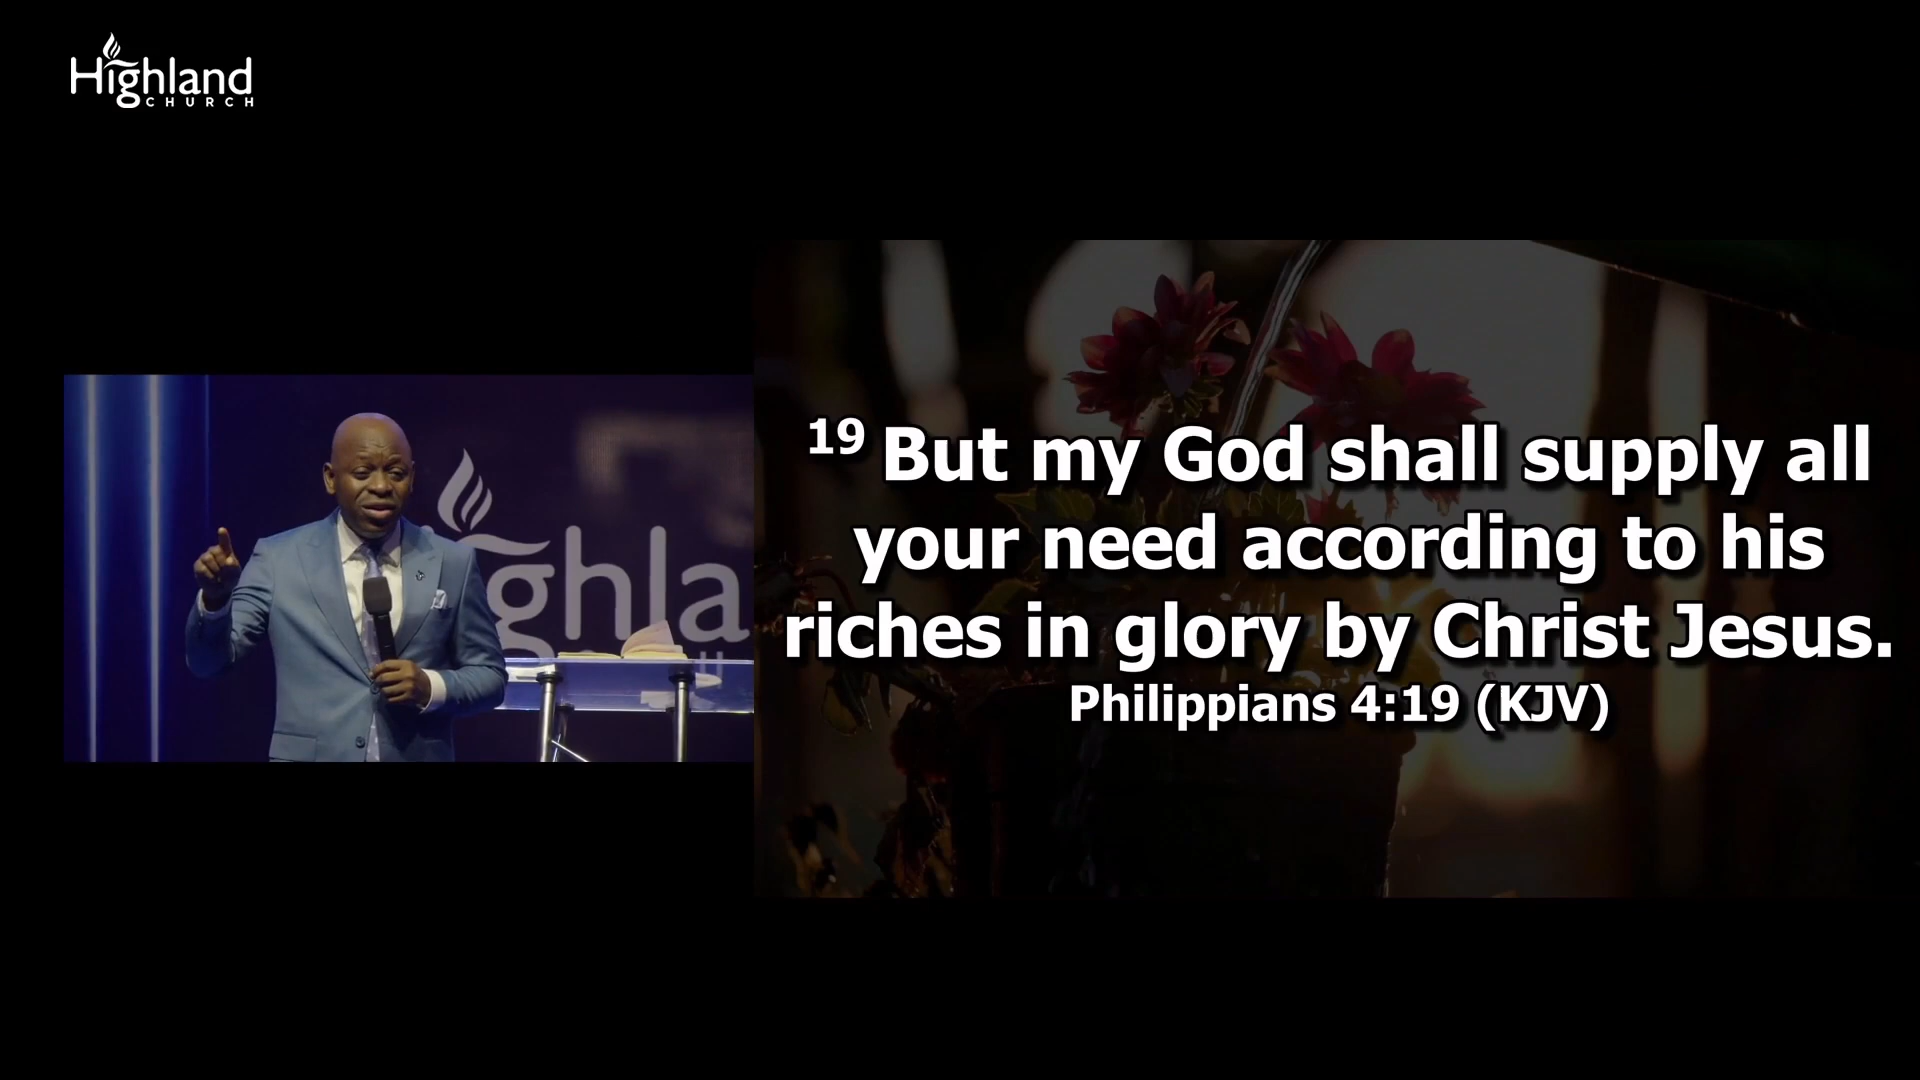 Highland
CHURCH
ghla
19 But my God shall supply all
your need according to his
riches in glory by Christ Jesus.
Philippians 4:19 (KJV)